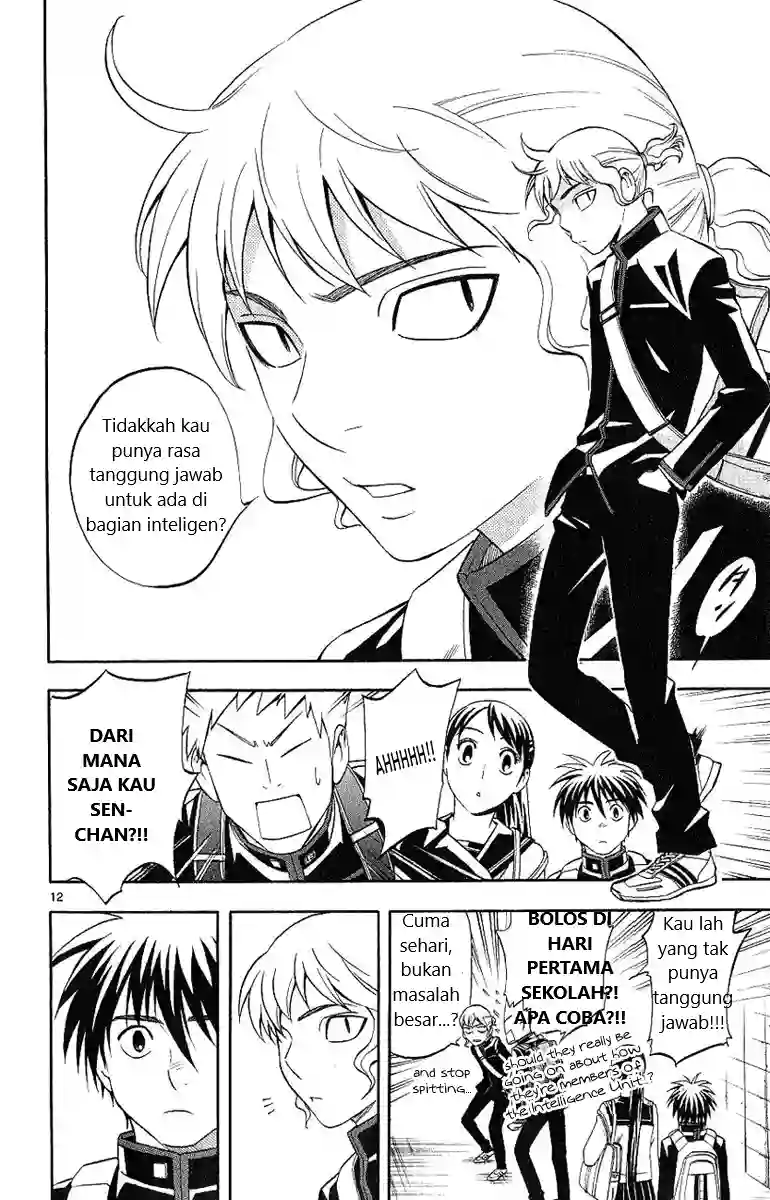 Tidakkah kau
punya rasa
tanggung jawab
untuk ada di
bagian inteligen?
タン
DARI
MANA
SAJA KAU
SEN-
CHAN?!!
AHHHHH!!
12
Kau lah
yang tak
punya
tanggung
jawab!!!
BOLOS DI
HARI
PERTAMA
SEKOLAH?!
APA COBA?!!
Cuma
sehari,
bukan
masalah
besar...?
should they really be
going on about how
they're members of
the Intelligence Unit..?
and stop
spitting...